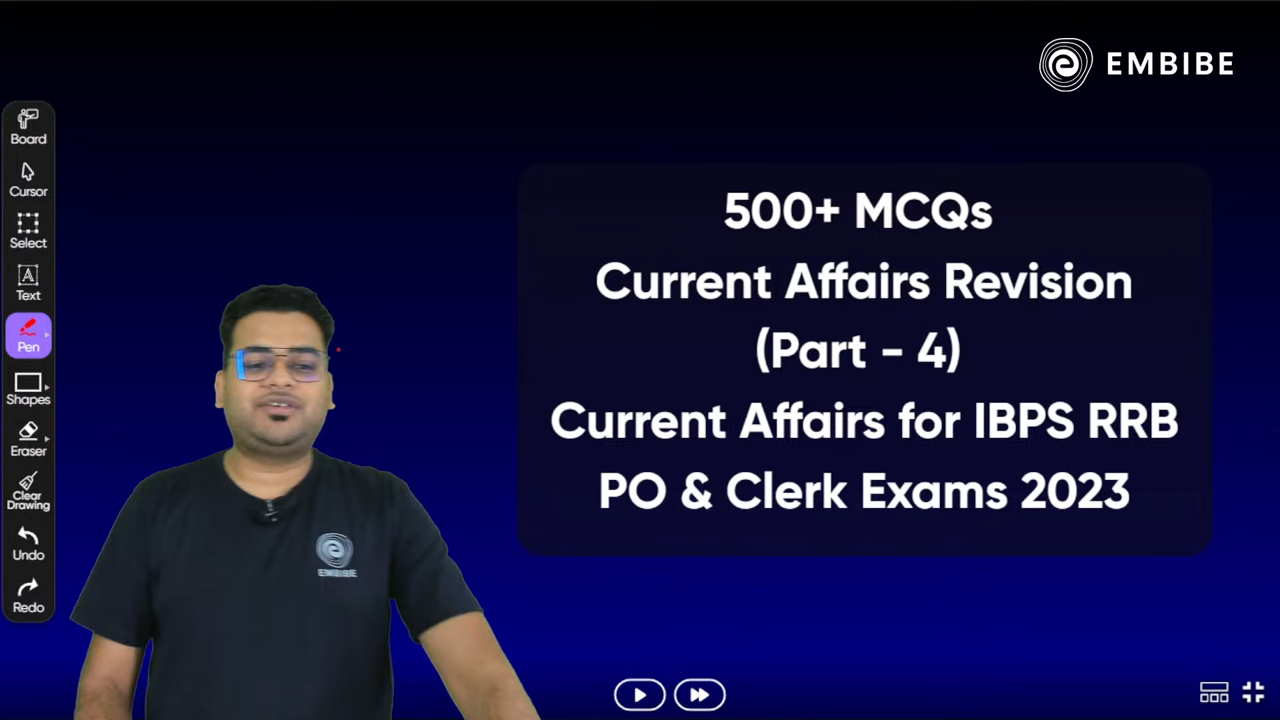 EMBIBE
Board
Cursor
Select
A
Text
Pen
Shapes
Eraser
Clear
Drawing
Undo
Redo
500+ MCQs
Current Affairs Revision
(Part - 4)
Current Affairs for IBPS RRB
PO & Clerk Exams 2023
EMBIBE